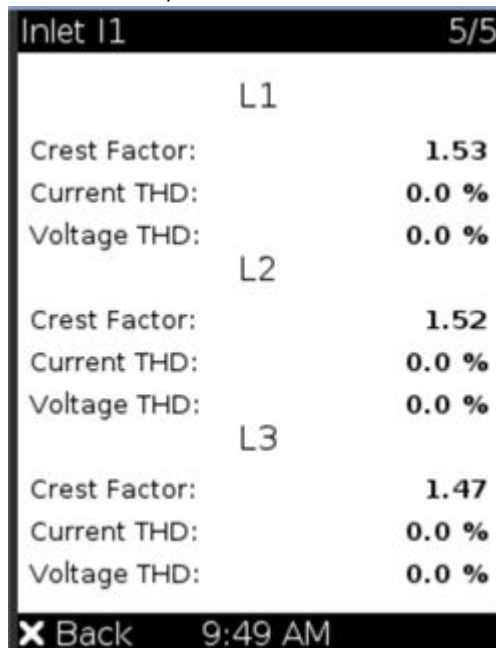 Inlet I1 5/5
L1
Crest Factor: 1.53
Current THD: 0.0 %
Voltage THD: 0.0 %
L2
Crest Factor: 1.52
Current THD: 0.0 %
Voltage THD: 0.0 %
L3
Crest Factor: 1.47
Current THD: 0.0 %
Voltage THD: 0.0 %
✕ Back 9:49 AM